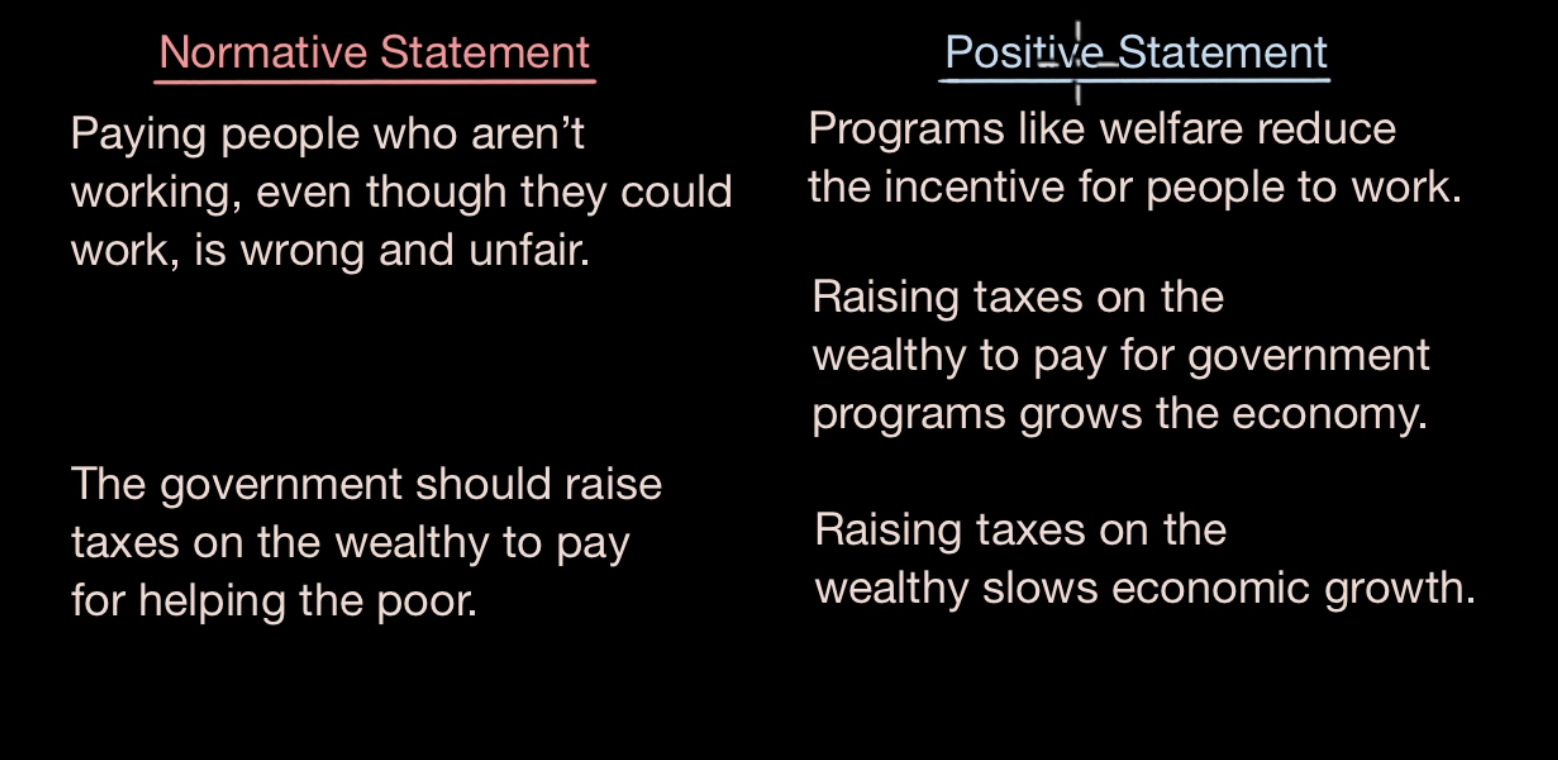 Normative Statement
Paying people who aren’t
working, even though they could
work, is wrong and unfair.
The government should raise
taxes on the wealthy to pay
for helping the poor.
Positive Statement
Programs like welfare reduce
the incentive for people to work.
Raising taxes on the
wealthy to pay for government
programs grows the economy.
Raising taxes on the
wealthy slows economic growth.